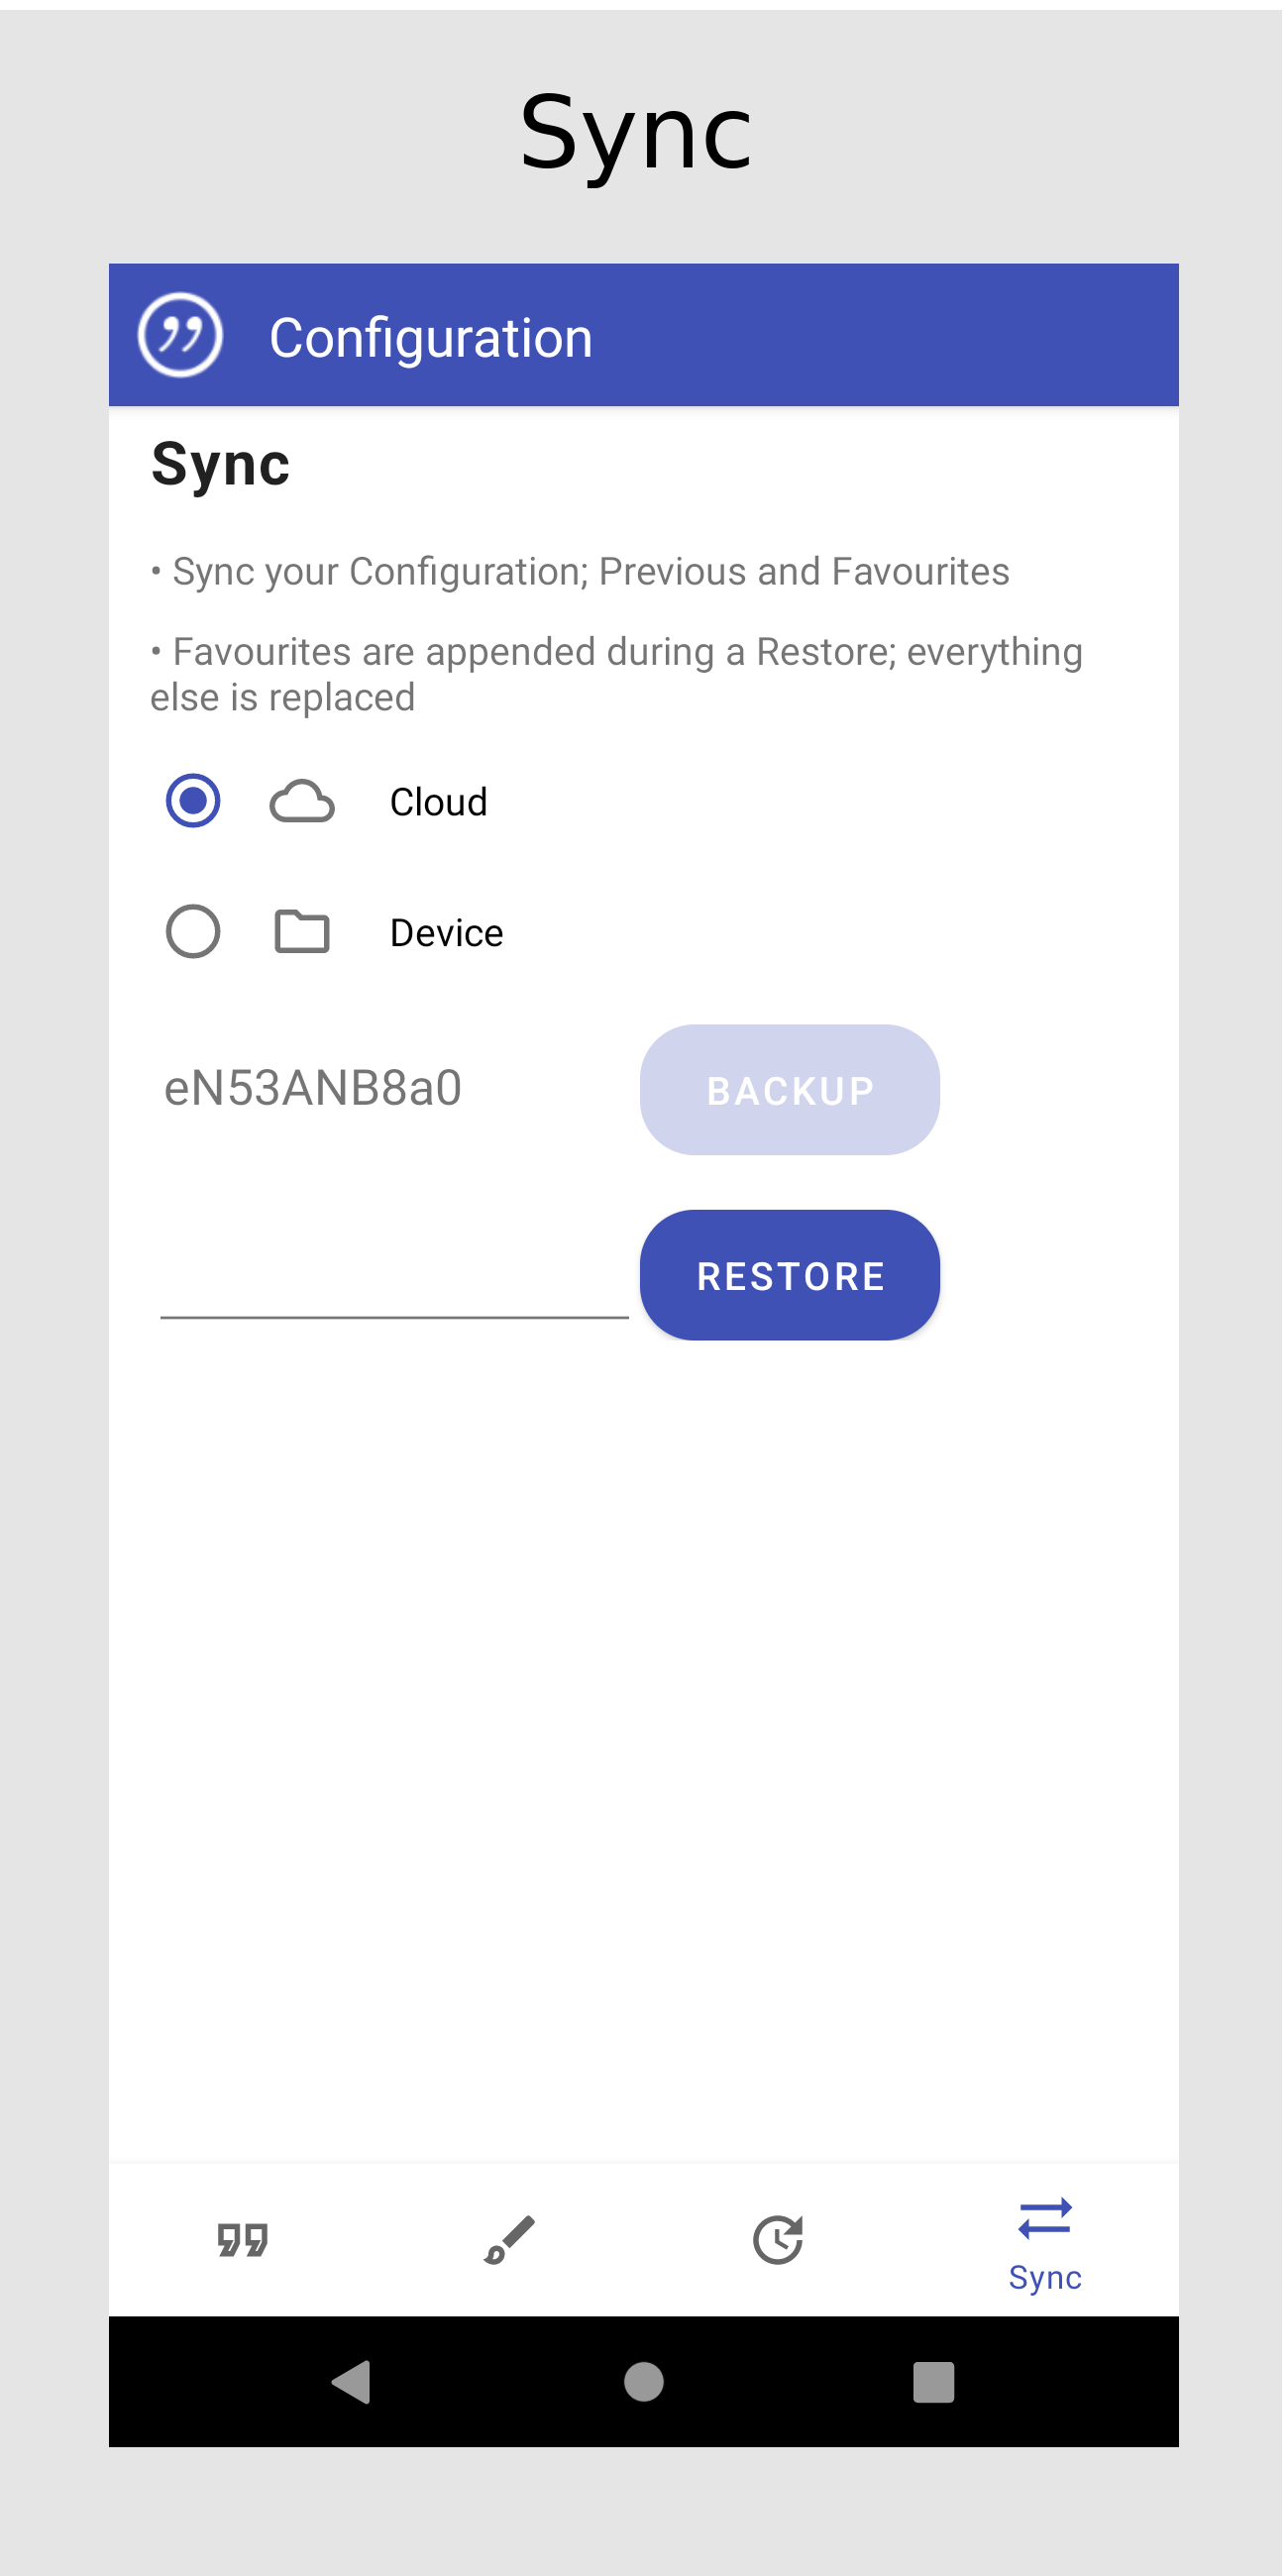 Sync
Configuration
Sync
• Sync your Configuration; Previous and Favourites
• Favourites are appended during a Restore; everything
else is replaced
Cloud
Device
eN53ANB8a0
BACKUP
RESTORE
Sync